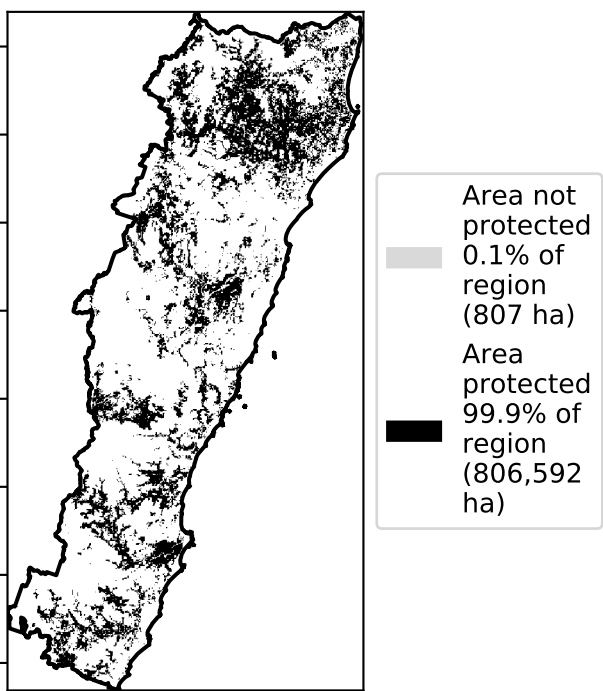 Area not
protected
0.1% of
region
(807 ha)
Area
protected
99.9% of
region
(806,592
ha)